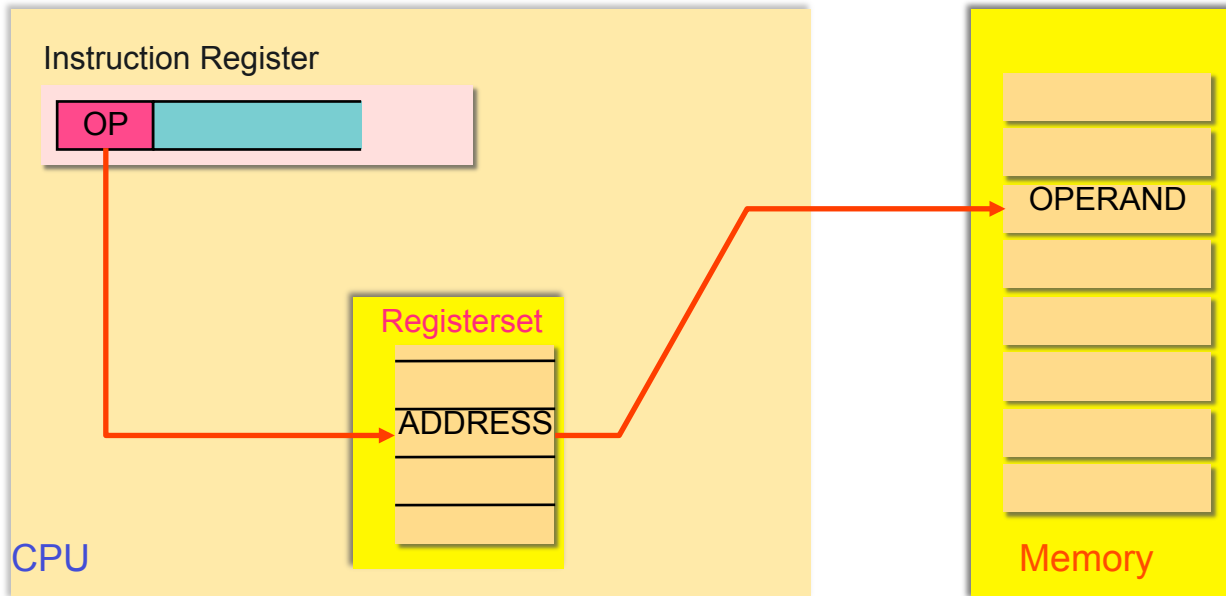 Instruction Register
OP
OPERAND
Registerset
ADDRESS
CPU
Memory